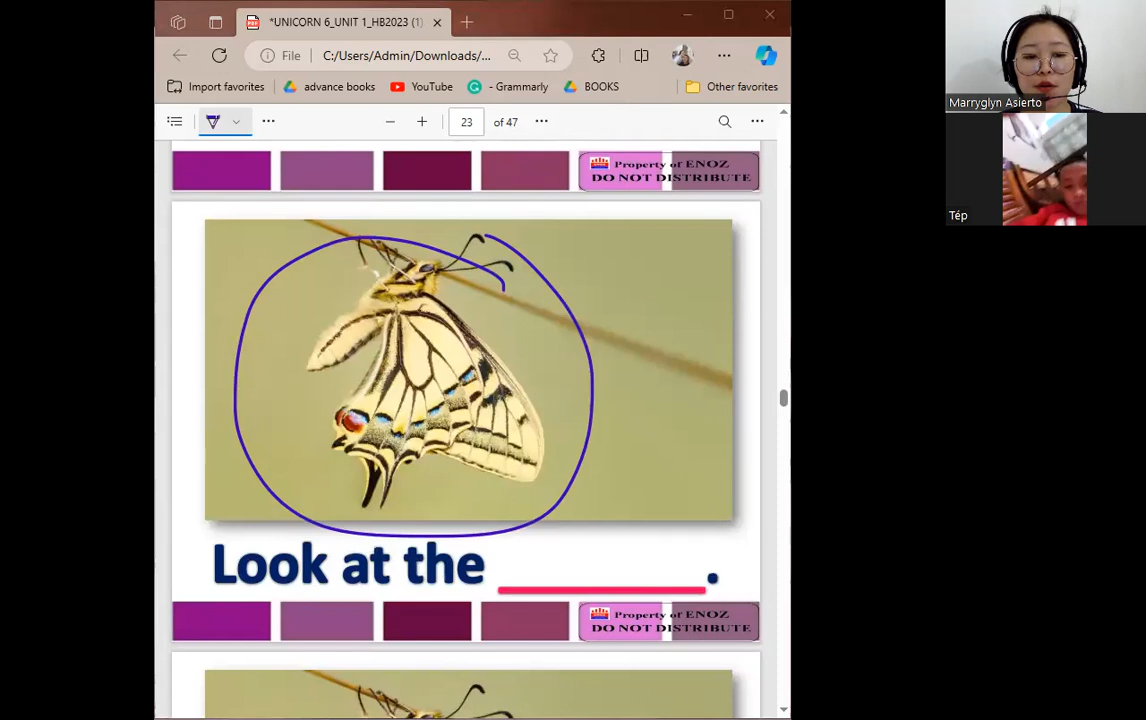 *UNICORN 6_UNIT 1_HB2023 (1)
File C:/Users/Admin/Downloads/...
Import favorites advance books YouTube - Grammarly BOOKS Other favorites
23 of 47
Property of ENOZ
DO NOT DISTRIBUTE
Look at the ________.
Property of ENOZ
DO NOT DISTRIBUTE
Marryglyn Asierto
Tép